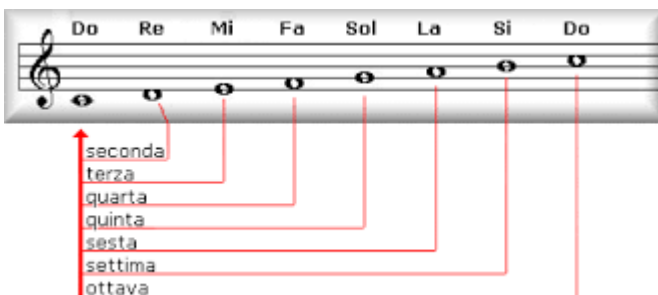 Do Re Mi Fa Sol La Si Do
seconda
terza
quarta
quinta
sesta
settima
ottava